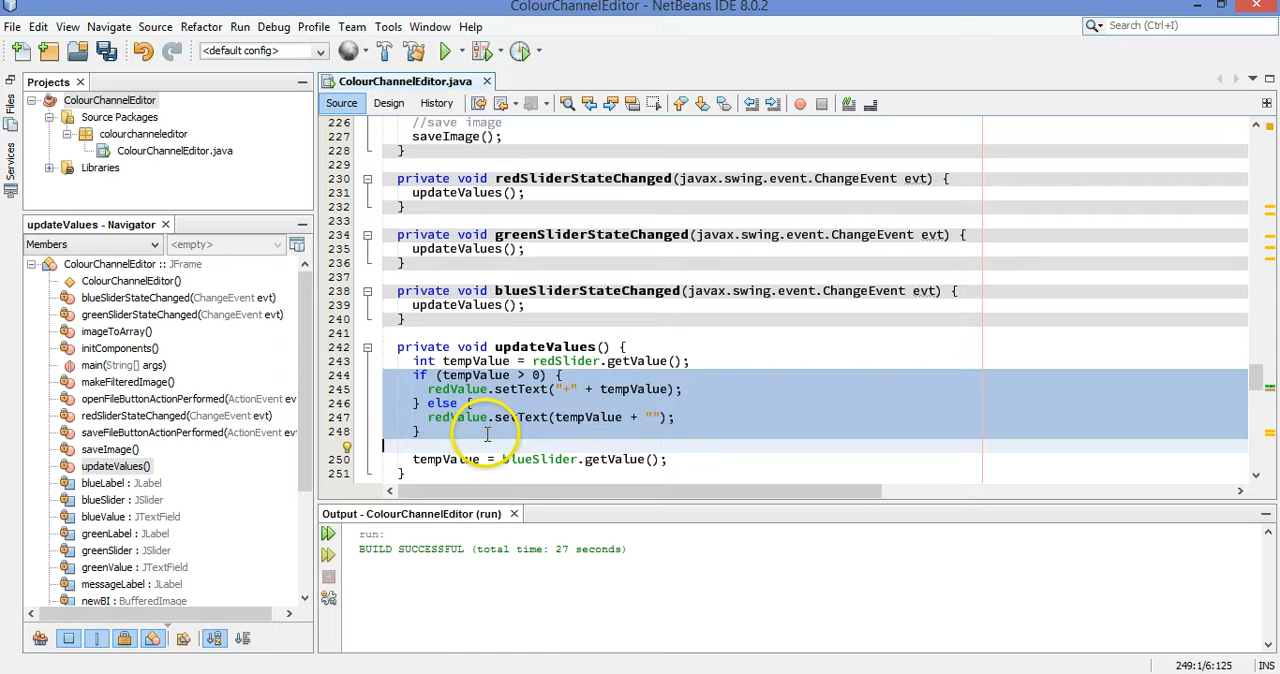 ColourChannelEditor - NetBeans IDE 8.0.2
File Edit View Navigate Source Refactor Run Debug Profile Team Tools Window Help
Search (Ctrl+I)
<default config>
Projects
ColourChannelEditor
Source Packages
colourchanneleditor
ColourChannelEditor.java
Libraries
Files
Services
updateValues - Navigator
Members
<empty>
ColourChannelEditor :: JFrame
ColourChannelEditor()
blueSliderStateChanged(ChangeEvent evt)
greenSliderStateChanged(ChangeEvent evt)
imageToArray()
initComponents()
main(String[] args)
makeFilteredImage()
openFileButtonActionPerformed(ActionEvent evt)
redSliderStateChanged(ChangeEvent evt)
saveFileButtonActionPerformed(ActionEvent evt)
saveImage()
updateValues()
blueLabel : JLabel
blueSlider : JSlider
blueValue : JTextField
greenLabel : JLabel
greenSlider : JSlider
greenValue : JTextField
messageLabel : JLabel
newBI : BufferedImage
ColourChannelEditor.java
Source Design History
226 //save image
227 saveImage();
228 }
229
230 private void redSliderStateChanged(javax.swing.event.ChangeEvent evt) {
231 updateValues();
232 }
233
234 private void greenSliderStateChanged(javax.swing.event.ChangeEvent evt) {
235 updateValues();
236 }
237
238 private void blueSliderStateChanged(javax.swing.event.ChangeEvent evt) {
239 updateValues();
240 }
241
242 private void updateValues() {
243 int tempValue = redSlider.getValue();
244 if (tempValue > 0) {
245 redValue.setText("+" + tempValue);
246 } else {
247 redValue.setText(tempValue + "");
248 }
250 tempValue = blueSlider.getValue();
251 }
Output - ColourChannelEditor (run)
run:
BUILD SUCCESSFUL (total time: 27 seconds)
249:1/6:125 INS